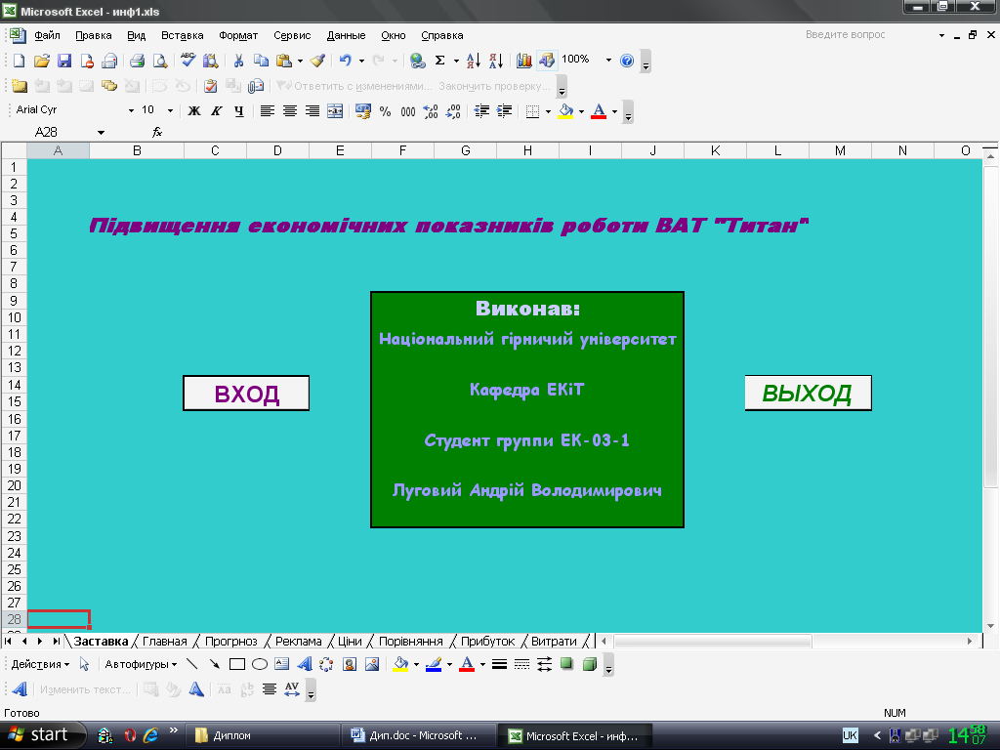 Microsoft Excel - инф1.xls
Файл Правка Вид Вставка Формат Сервис Данные Окно Справка Введите вопрос
100%
Ответить с изменениями... Закончить проверку...
Arial Cyr 10 Ж К Ч % 000
A28 fx
A B C D E F G H I J K L M N O
1
2
3
4
Підвищення економічних показників роботи ВАТ "Титан"
5
6
7
8
9
Виконав:
10
11
Національний гірничий університет
12
13
14
Кафедра ЕКіТ
ВХОД
ВЫХОД
15
16
17
Студент группи ЕК-03-1
18
19
20
Луговий Андрій Володимирович
21
22
23
24
25
26
27
28
Заставка Главная Прогрноз Реклама Ціни Порівняння Прибуток Витрати
Действия Автофигуры
Изменить текст...
Готово NUM
start Диплом Дип.doc - Microsoft ... Microsoft Excel - инф... UK 14 58 07